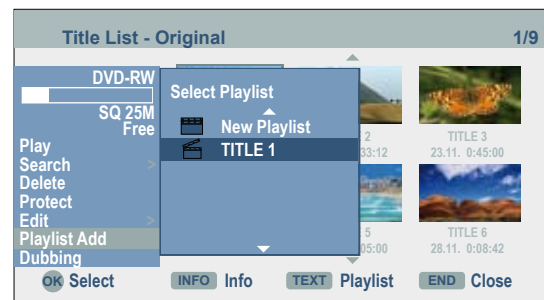 Title List - Original 1/9
DVD-RW
SQ 25M
Free
Play
Search >
Delete
Protect
Edit >
Playlist Add
Dubbing
Select Playlist
New Playlist
TITLE 1
2
33:12
TITLE 3
23.11. 0:45:00
5
05:00
TITLE 6
28.11. 0:08:42
OK Select INFO Info TEXT Playlist END Close